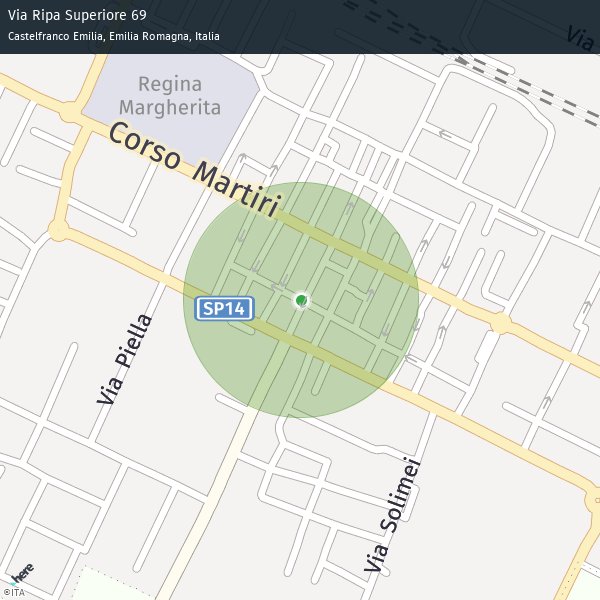 Via Ripa Superiore 69
Castelfranco Emilia, Emilia Romagna, Italia
Via
Regina
Margherita
Corso Martiri
SP14
Via Piella
Via Solimei
here
©ITA